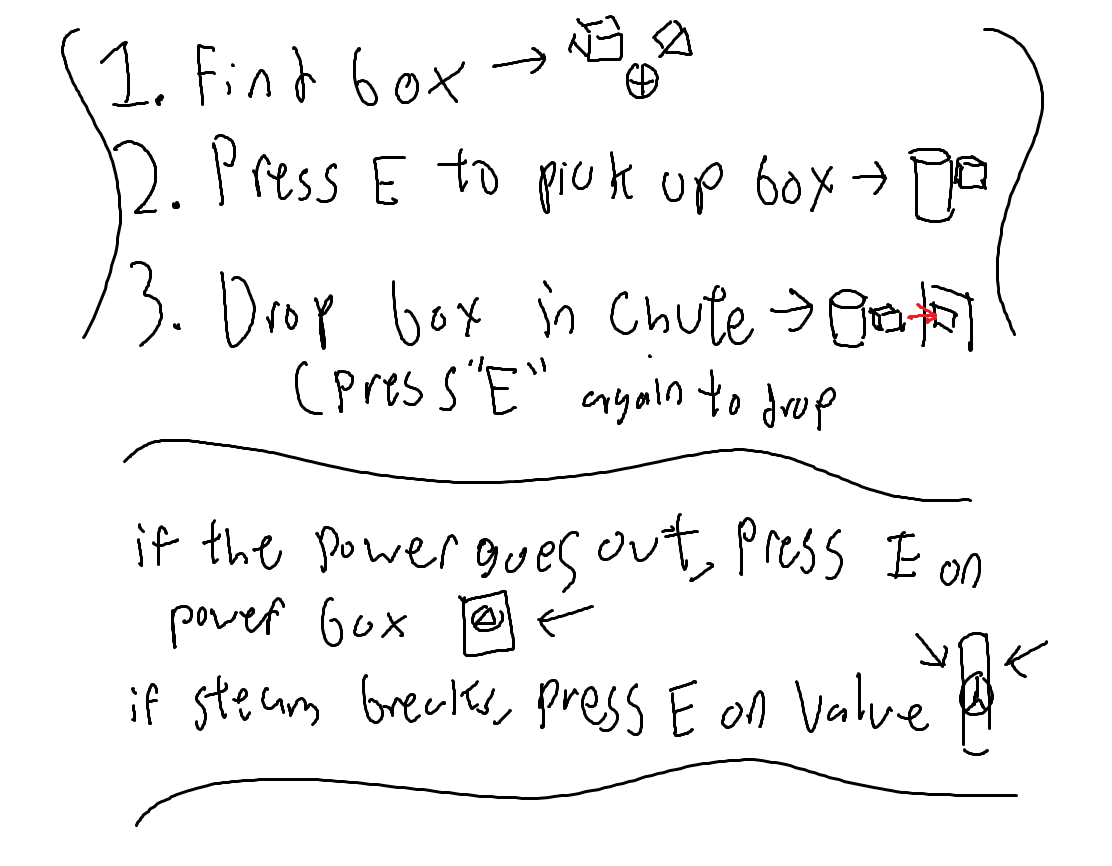 1. Find box →
2. Press E to pick up box →
3. Drop box in Chute →
(press "E" again to drop
if the power goes out, press E on
power box ←
if steam breaks, press E on Value